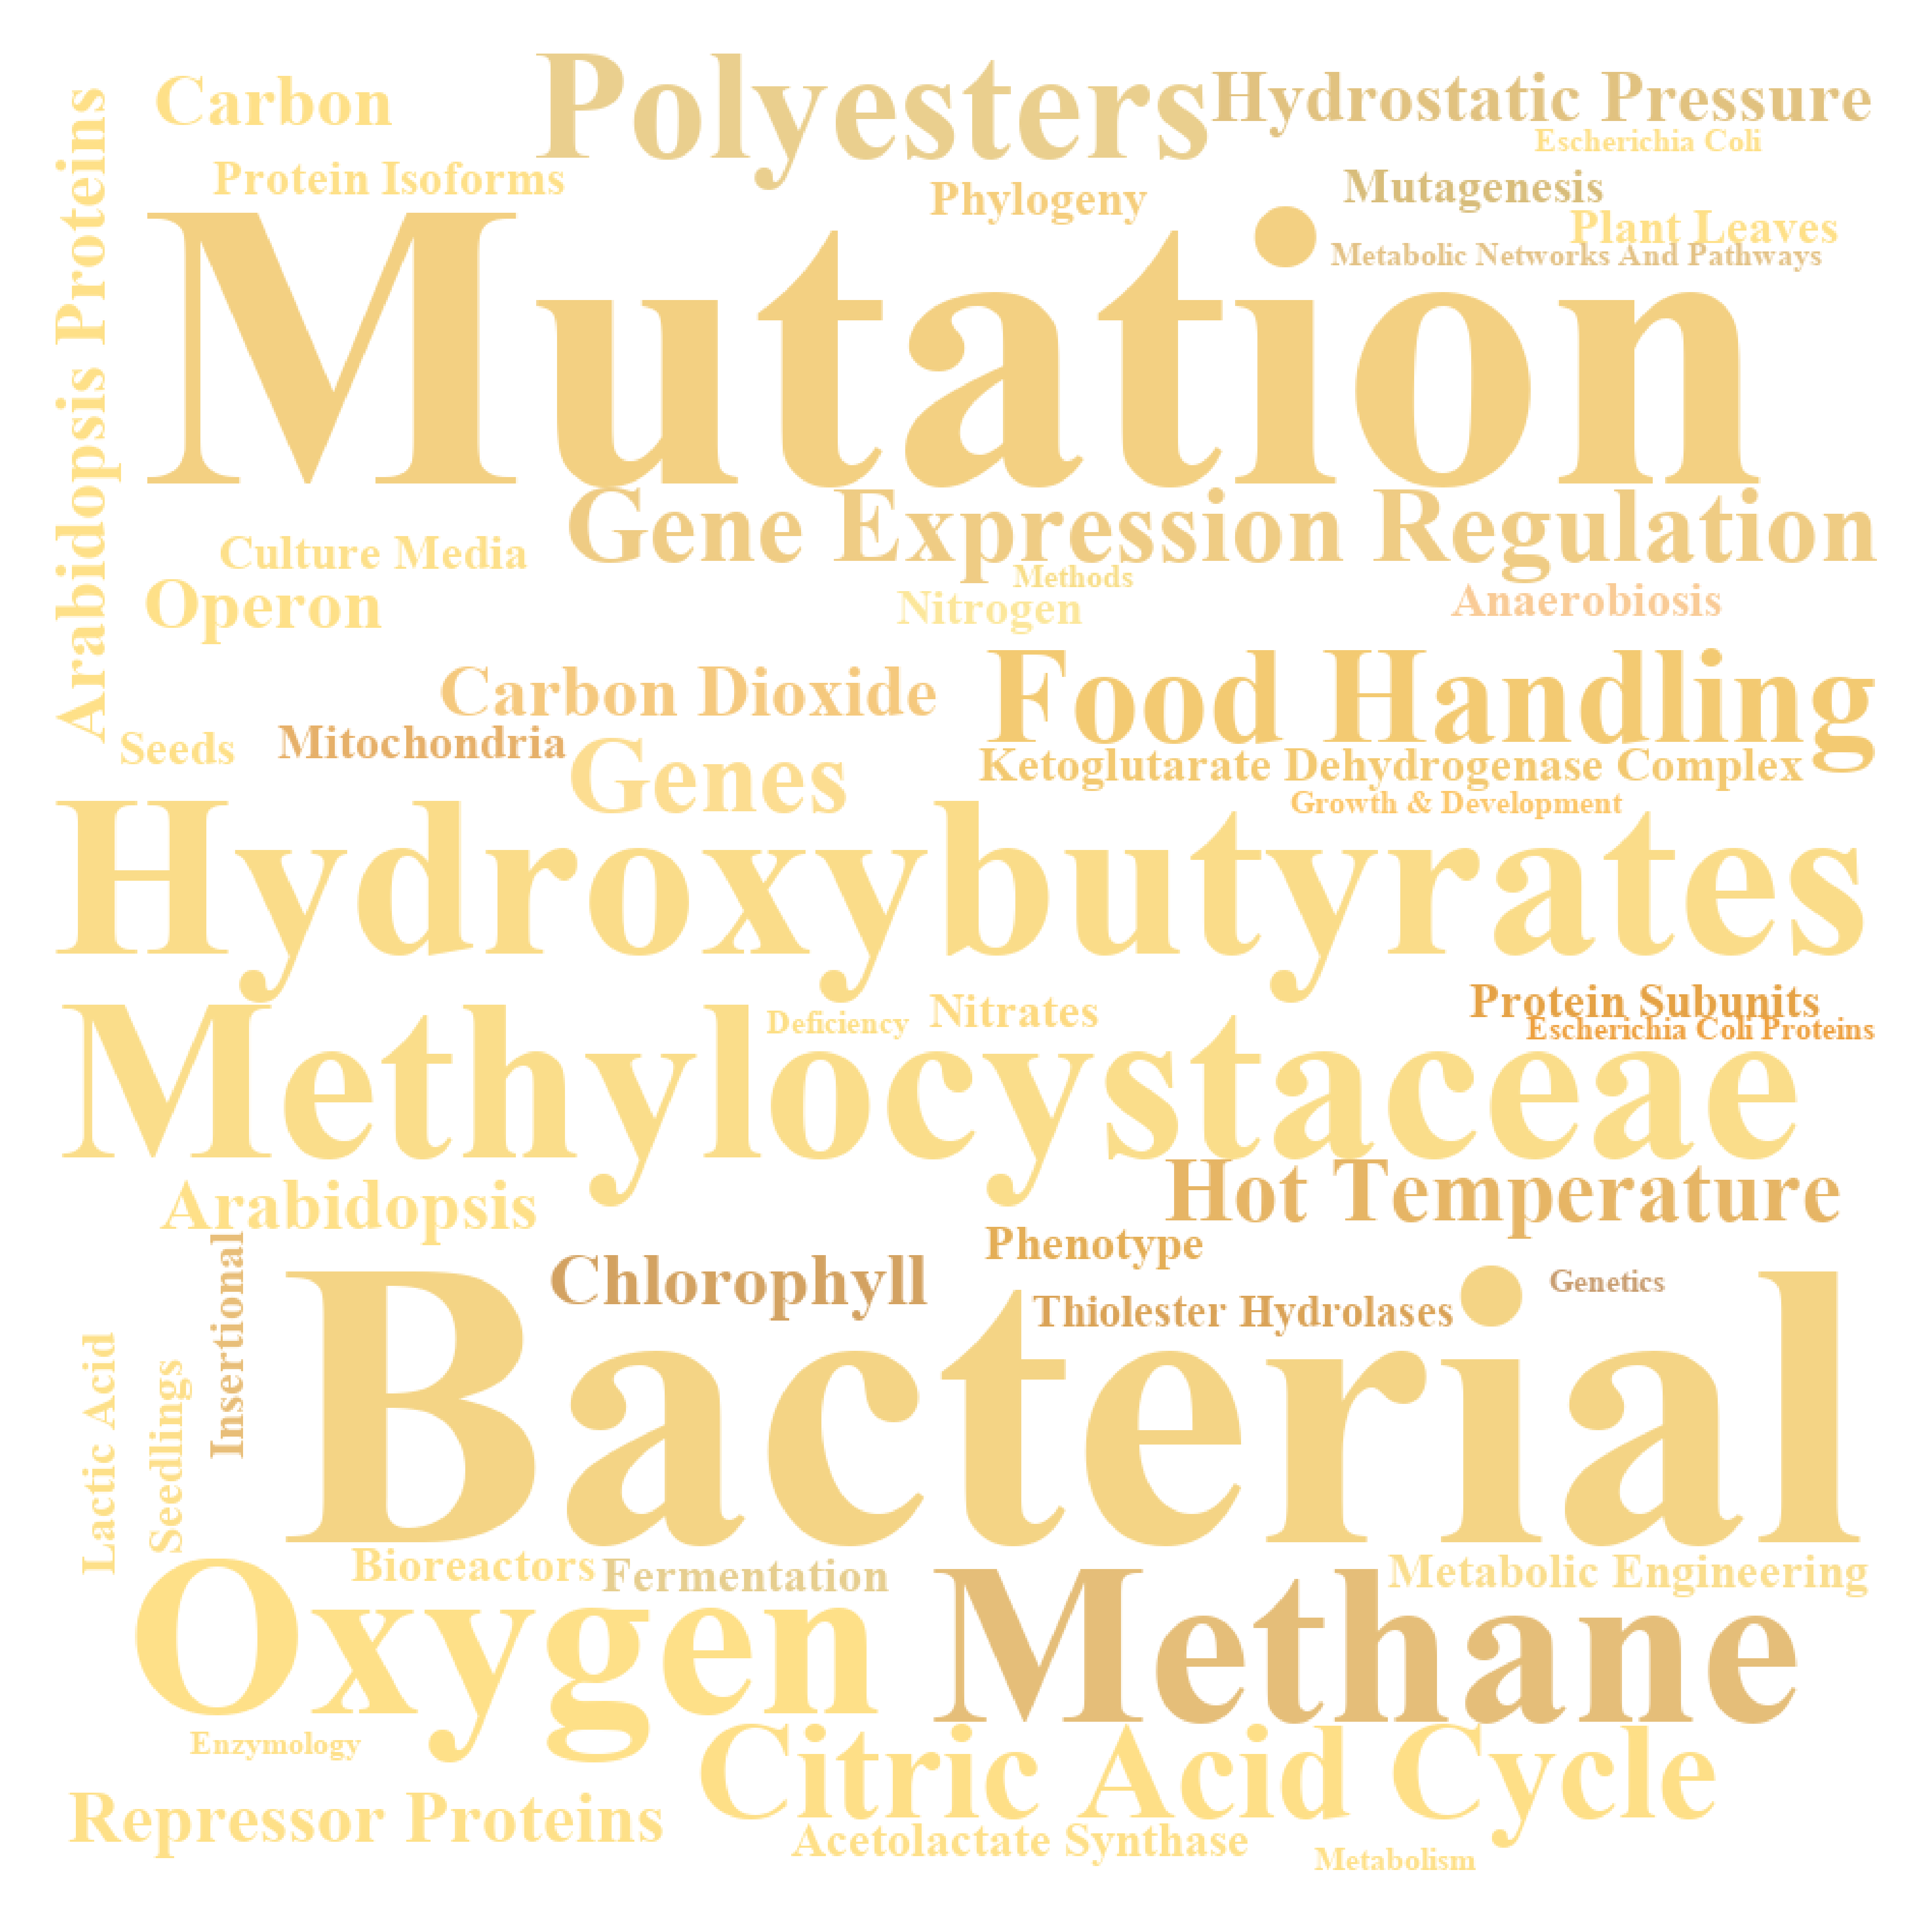 Polyesters
Carbon
Hydrostatic Pressure
Escherichia Coli
Protein Isoforms
Phylogeny
Mutagenesis
Plant Leaves
Metabolic Networks And Pathways
Arabidopsis Proteins
Mutation
Gene Expression Regulation
Culture Media
Methods
Operon
Nitrogen
Anaerobiosis
Carbon Dioxide
Food Handling
Seeds
Mitochondria
Genes
Ketoglutarate Dehydrogenase Complex
Growth & Development
Hydroxybutyrates
Deficiency
Nitrates
Protein Subunits
Escherichia Coli Proteins
Methylocystaceae
Arabidopsis
Hot Temperature
Phenotype
Insertional
Chlorophyll
Thiolester Hydrolases
Genetics
Lactic Acid
Seedlings
Bacterial
Bioreactors
Fermentation
Metabolic Engineering
Oxygen
Methane
Enzymology
Citric Acid Cycle
Repressor Proteins
Acetolactate Synthase
Metabolism